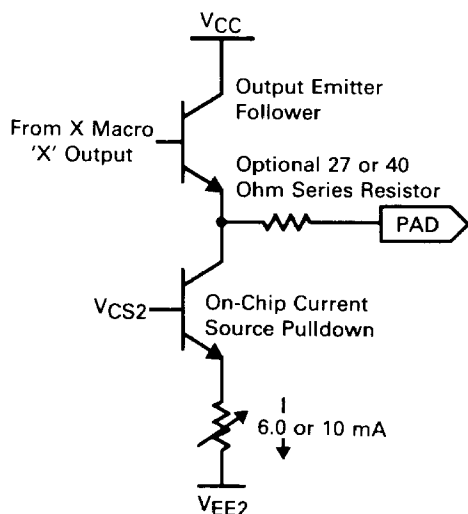 VCC
Output Emitter
Follower
From X Macro
'X' Output
Optional 27 or 40
Ohm Series Resistor
PAD
VCS2
On-Chip Current
Source Pulldown
6.0 or 10 mA
VEE2